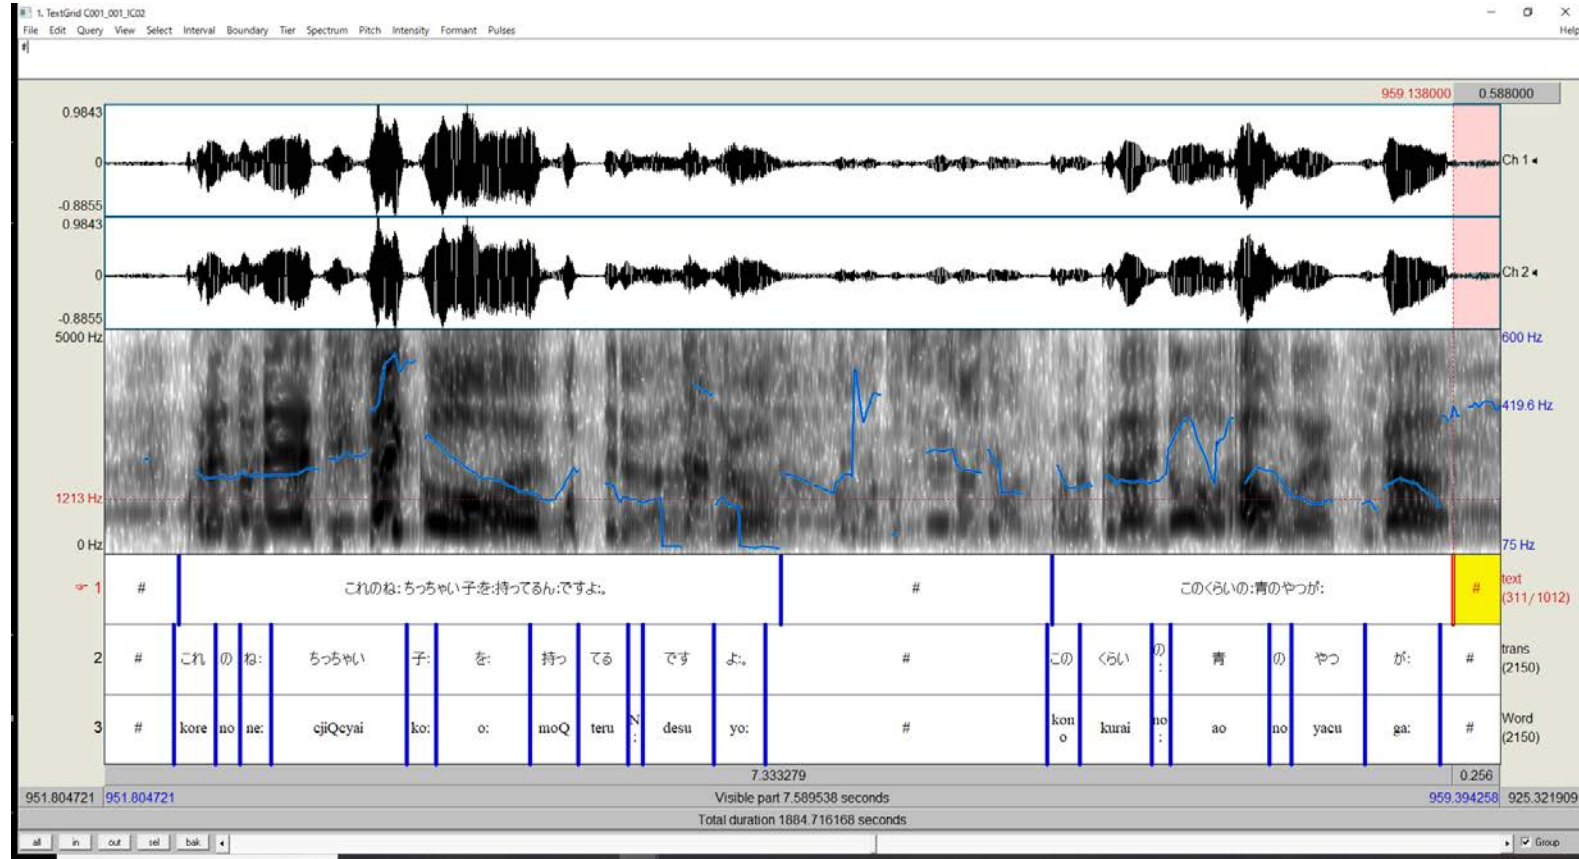 1. TextGrid C001_001_IC02
File Edit Query View Select Interval Boundary Tier Spectrum Pitch Intensity Formant Pulses Help
#
959.138000 0.588000
0.9843
0
-0.8855
Ch 1
0.9843
0
-0.8855
Ch 2
5000 Hz 600 Hz
419.6 Hz
1213 Hz
0 Hz 75 Hz
1 # これのね:ちっちゃい子:を:持ってるん:ですよ:。 # このくらいの:青のやつが: # text (311/1012)
2 # これ の ね: ちっちゃい 子: を: 持っ てる です よ:。 # この くらい の: 青 の やつ が: # trans (2150)
3 # kore no ne: cjiQcyai ko: o: moQ teru N: desu yo: # kono kurai no: ao no yacu ga: # Word (2150)
7.333279 0.256
951.804721 951.804721 Visible part 7.589538 seconds 959.394258 925.321909
Total duration 1884.716168 seconds
all in out sel bak Group